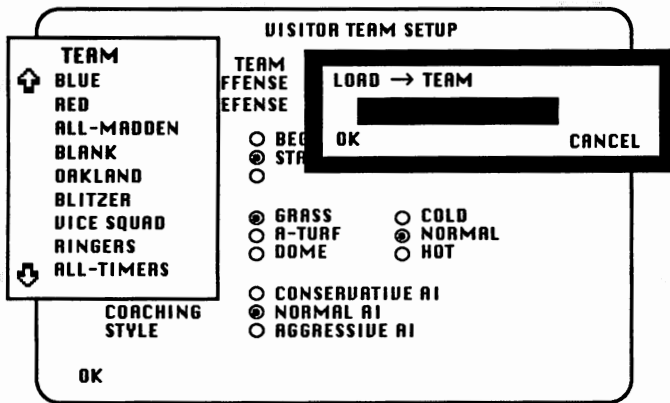 VISITOR TEAM SETUP
TEAM
BLUE
RED
ALL-MADDEN
BLANK
OAKLAND
BLITZER
VICE SQUAD
RINGERS
ALL-TIMERS
TEAM
FFENSE
EFENSE
LOAD → TEAM
OK CANCEL
BEG
STA
GRASS COLD
A-TURF NORMAL
DOME HOT
CONSERVATIVE AI
COACHING NORMAL AI
STYLE AGGRESSIVE AI
OK